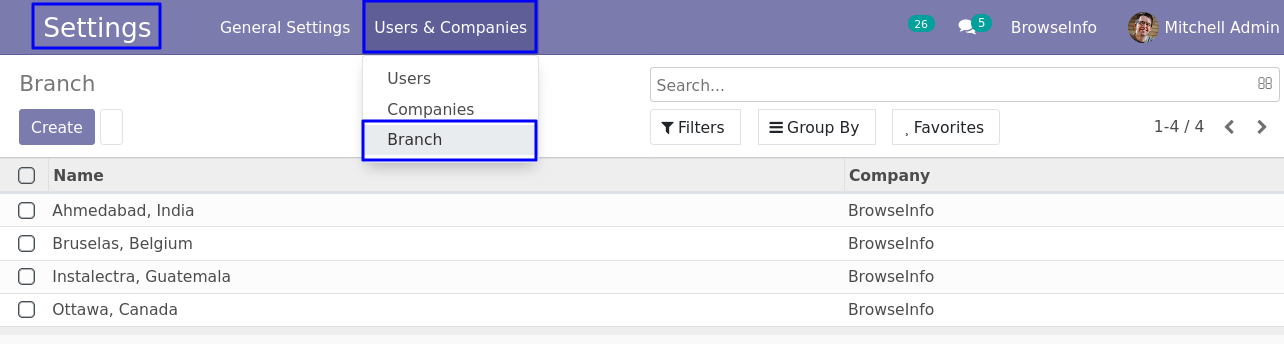 Settings General Settings Users & Companies 26 5 BrowseInfo Mitchell Admin
Users
Companies
Branch
Branch
Search...
Create
Filters Group By Favorites 1-4 / 4
Name Company
Ahmedabad, India BrowseInfo
Bruselas, Belgium BrowseInfo
Instalectra, Guatemala BrowseInfo
Ottawa, Canada BrowseInfo